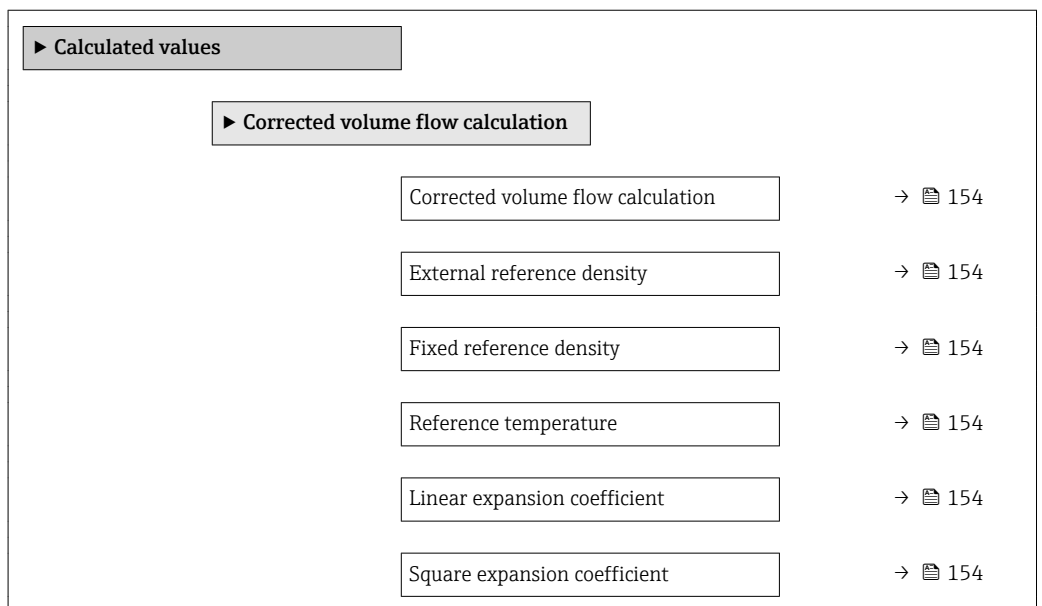 ▶ Calculated values
▶ Corrected volume flow calculation
Corrected volume flow calculation → 154
External reference density → 154
Fixed reference density → 154
Reference temperature → 154
Linear expansion coefficient → 154
Square expansion coefficient → 154